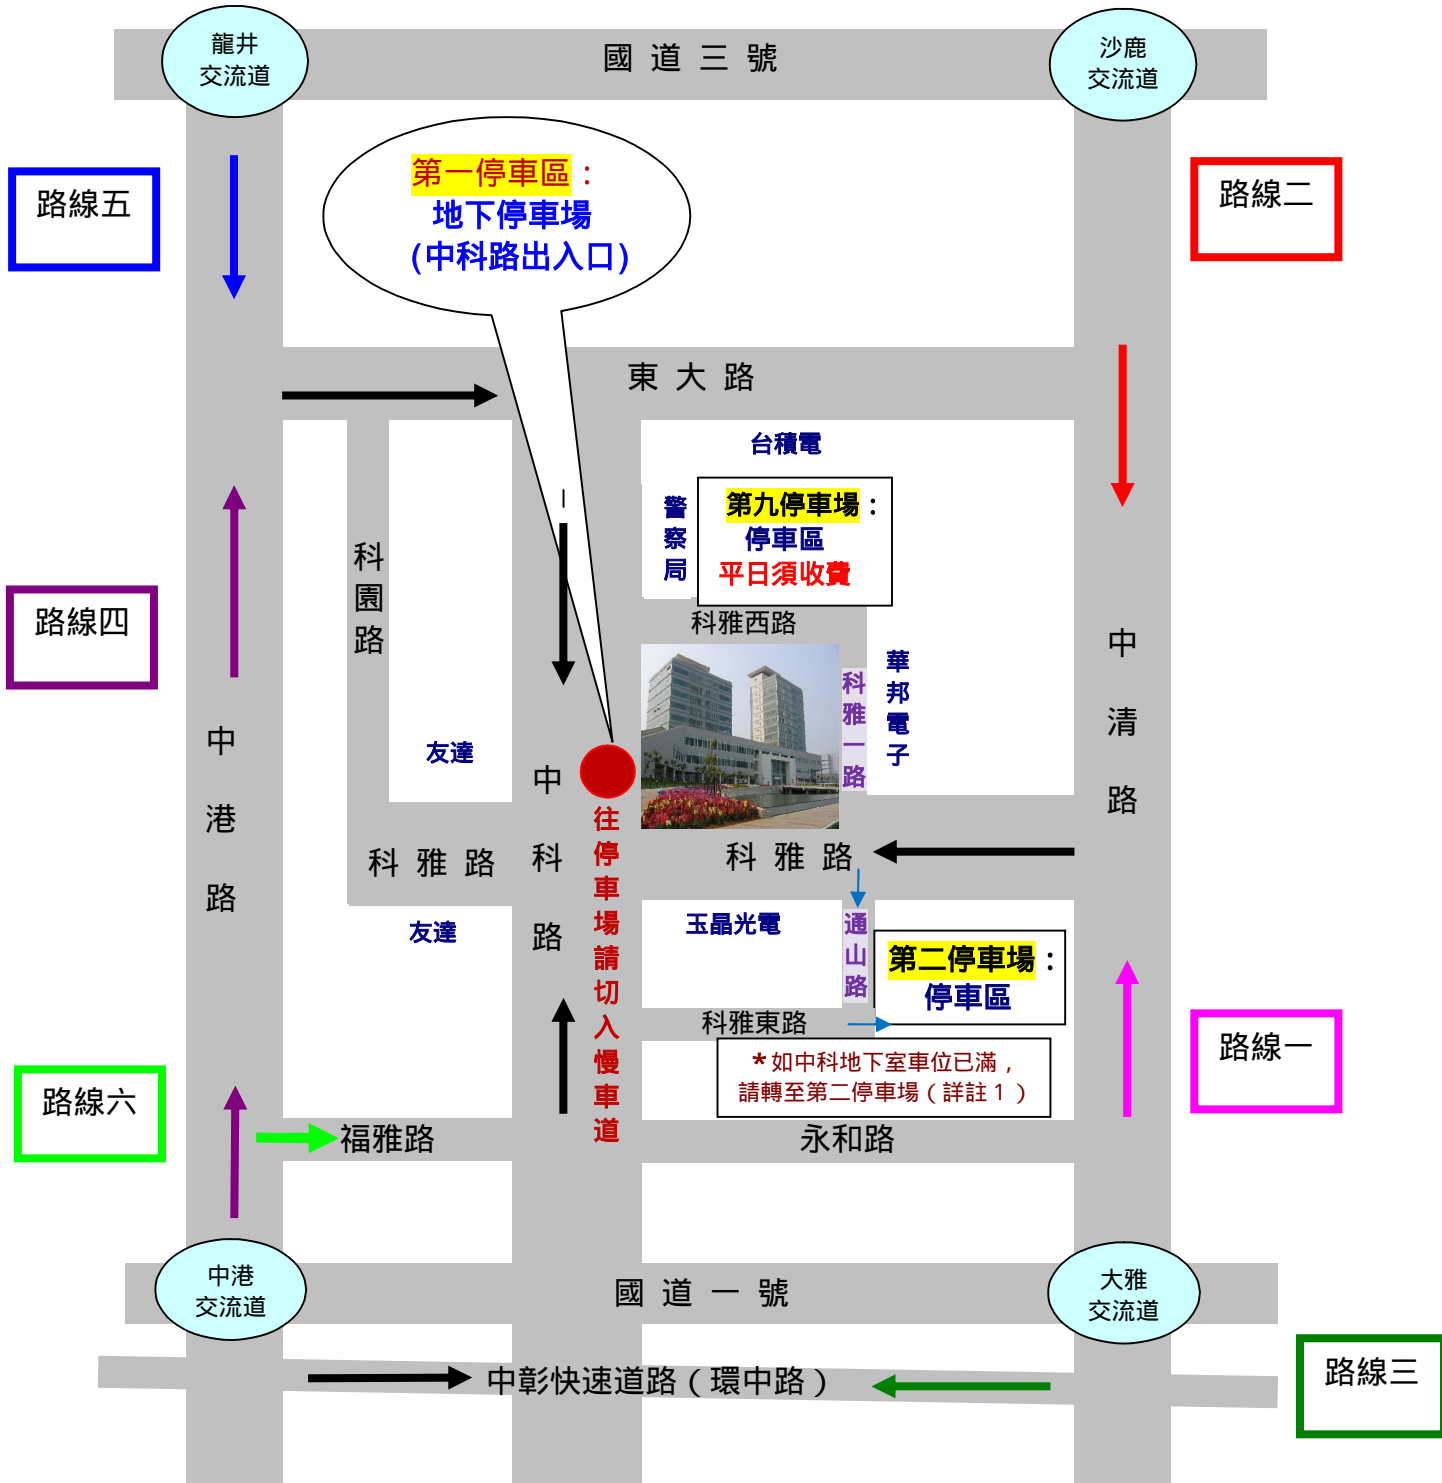 龍井
交流道
國道三號
沙鹿
交流道
第一停車區：
地下停車場
(中科路出入口)
路線五
路線二
東大路
台積電
警察局
第九停車場：
停車區
平日須收費
科園路
科雅西路
路線四
中清路
華邦電子
科雅一路
中港路
友達
中科路
往停車場請切入慢車道
科雅路
科雅路
友達
玉晶光電
通山路
第二停車場：
停車區
科雅東路
*如中科地下室車位已滿，
請轉至第二停車場（詳註1）
路線一
路線六
福雅路
永和路
中港
交流道
國道一號
大雅
交流道
中彰快速道路（環中路）
路線三